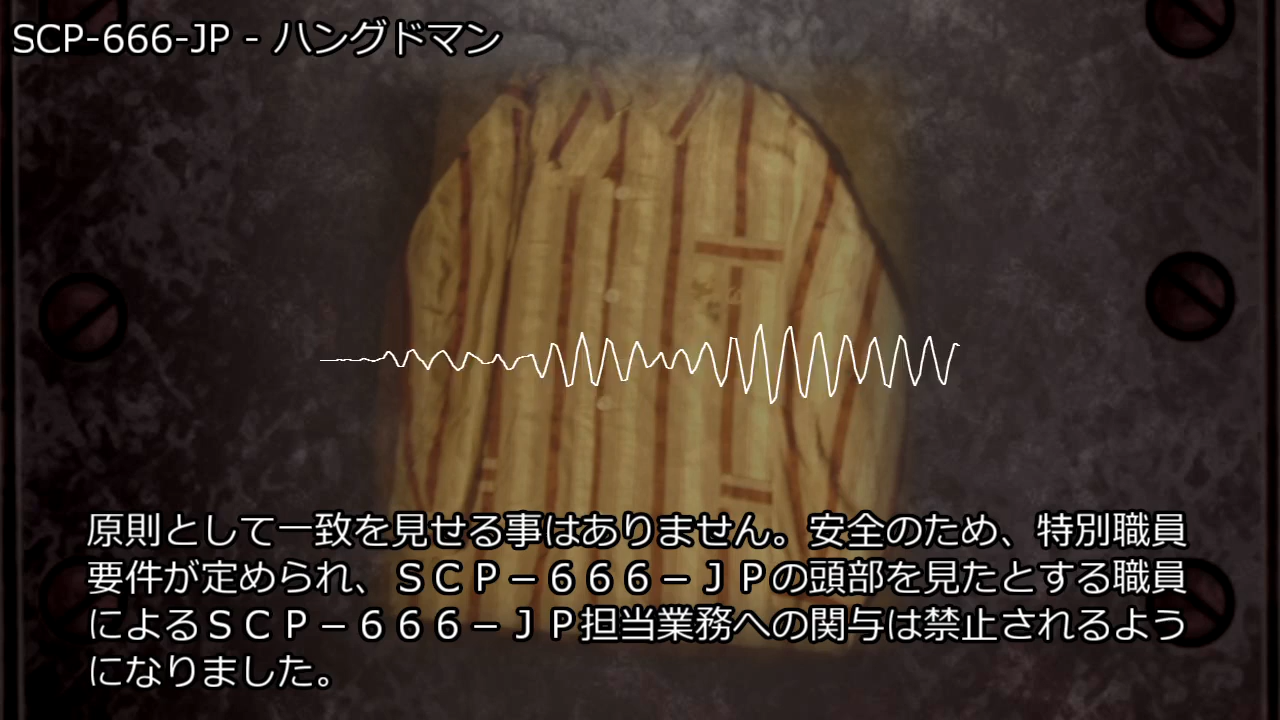 SCP-666-JP - ハングドマン
原則として一致を見せる事はありません。安全のため、特別職員
要件が定められ、ＳＣＰ－６６６－ＪＰの頭部を見たとする職員
によるＳＣＰ－６６６－ＪＰ担当業務への関与は禁止されるよう
になりました。